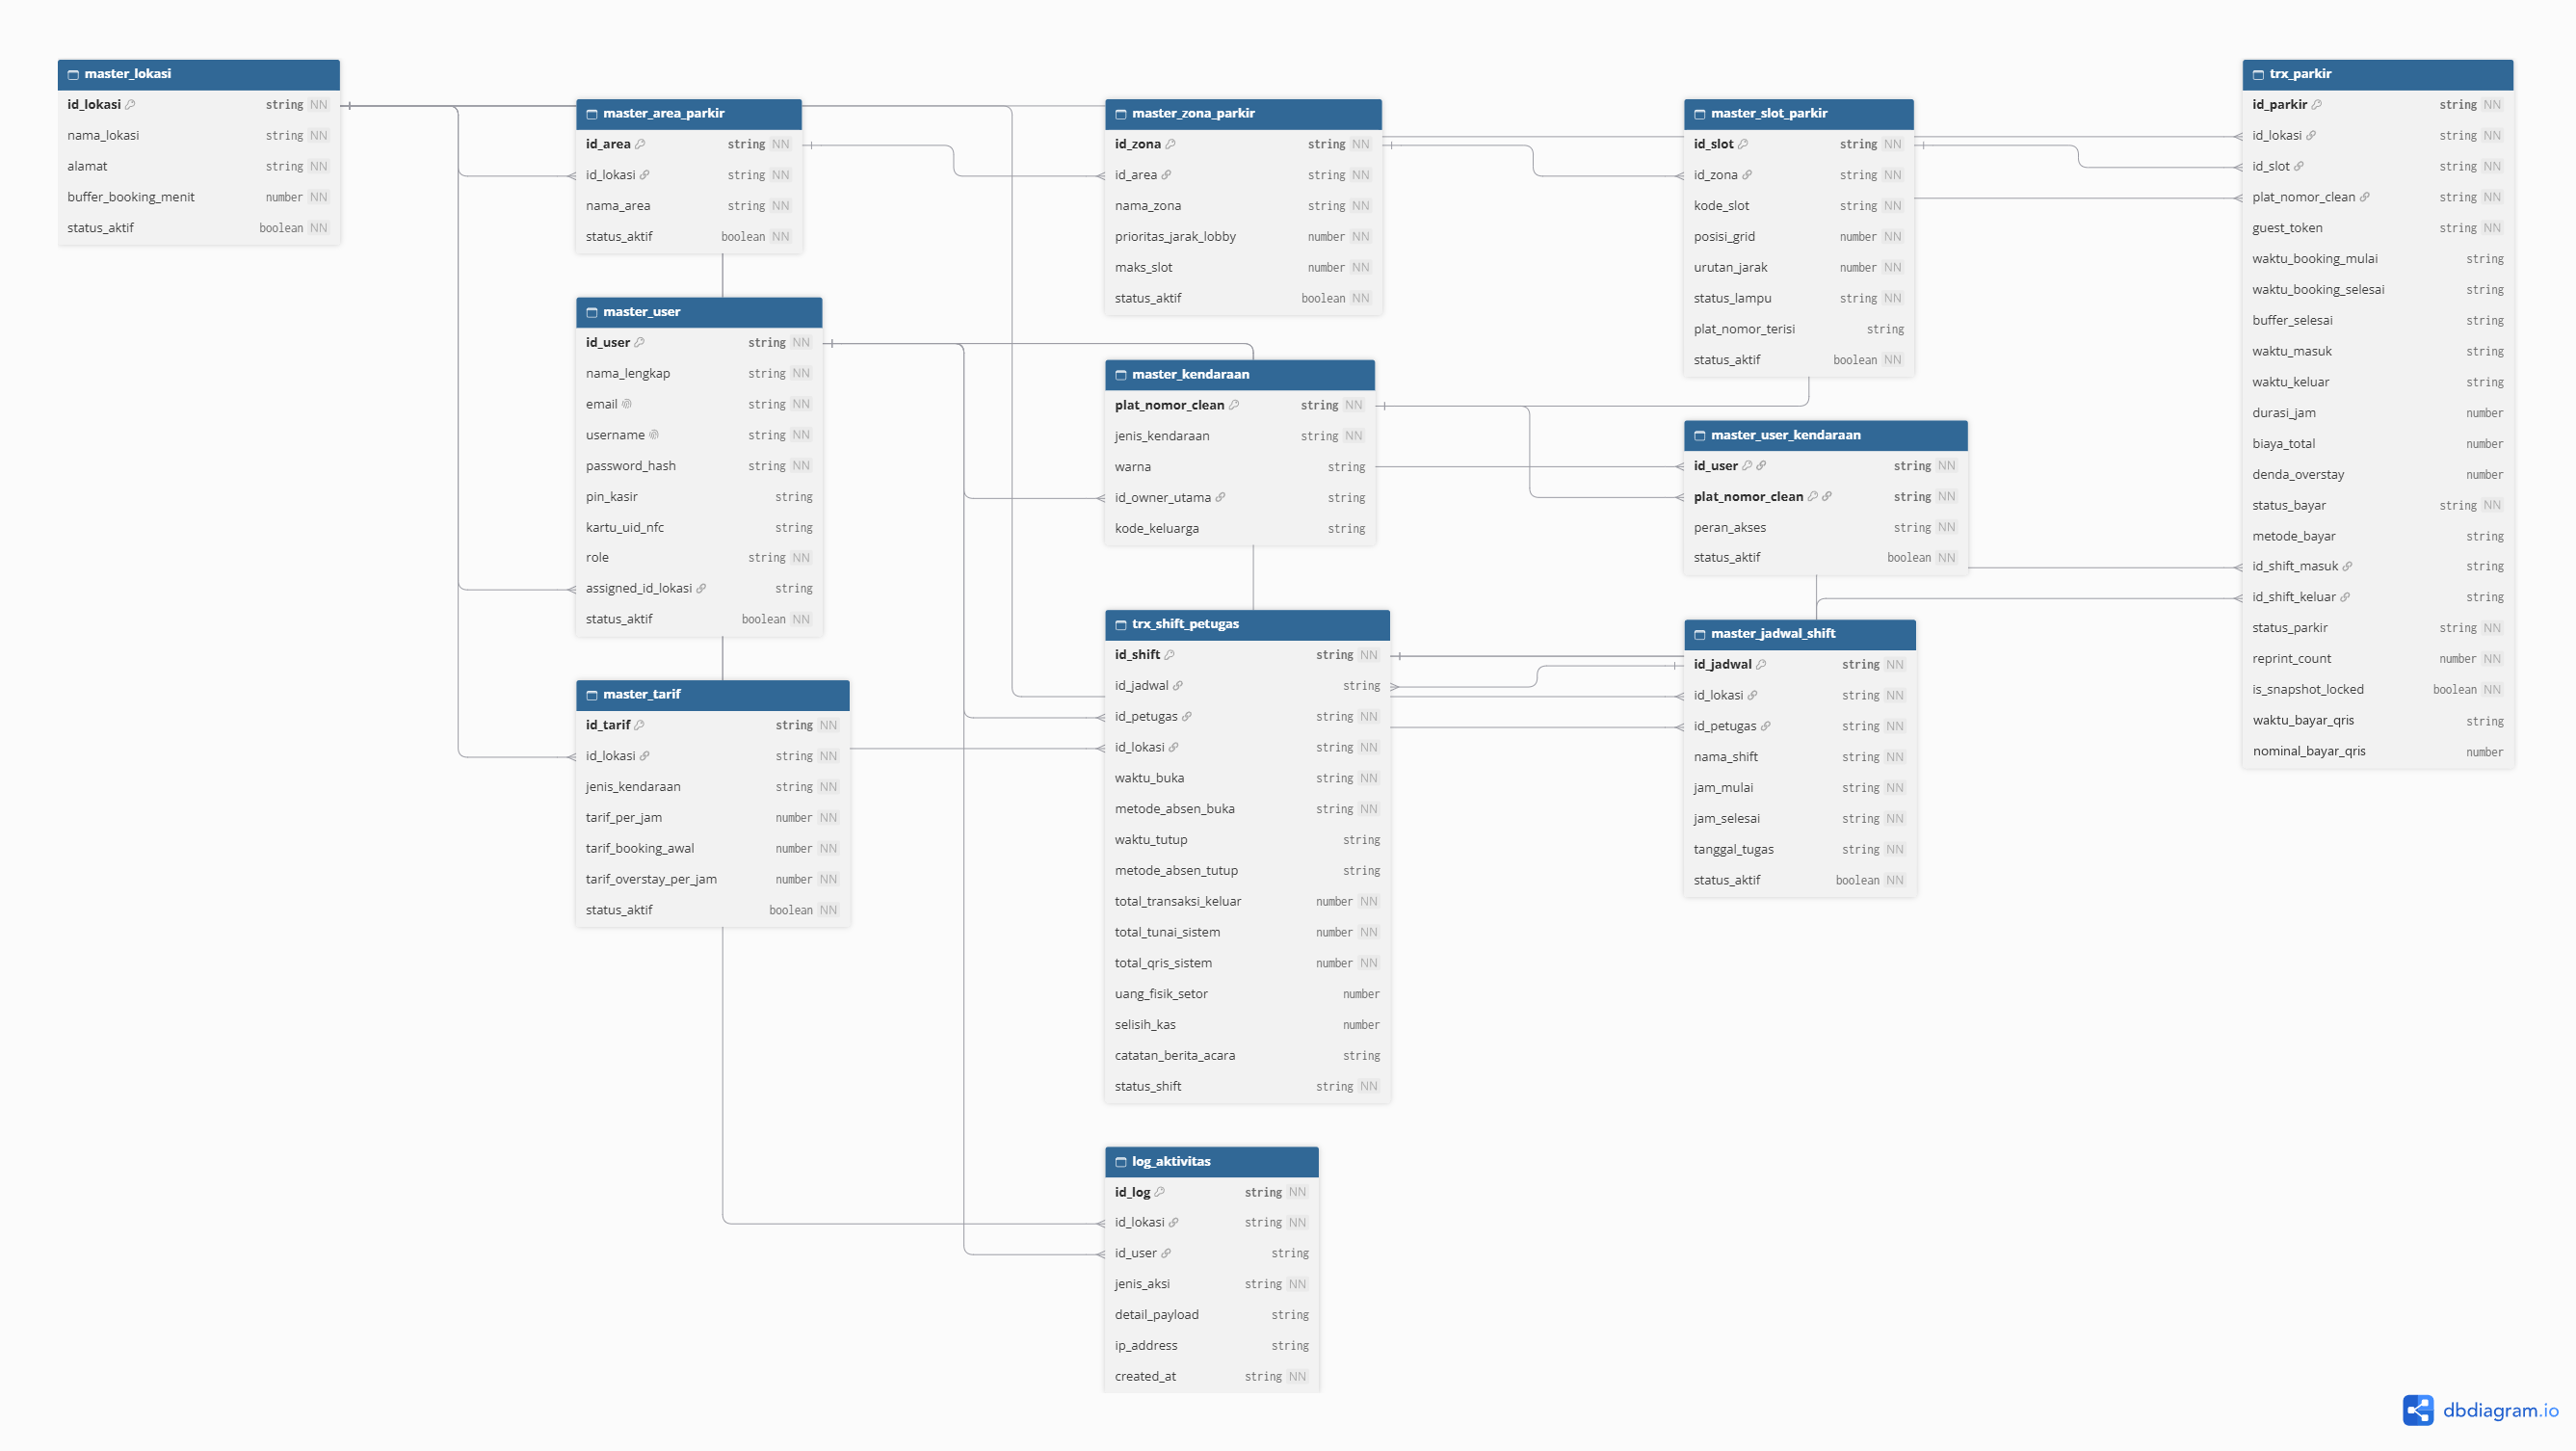 master_lokasi
id_lokasi string NN
nama_lokasi string NN
alamat string NN
buffer_booking_menit number NN
status_aktif boolean NN
master_area_parkir
id_area string NN
id_lokasi string NN
nama_area string NN
status_aktif boolean NN
master_user
id_user string NN
nama_lengkap string NN
email string NN
username string NN
password_hash string NN
pin_kasir string
kartu_uid_nfc string
role string NN
assigned_id_lokasi string
status_aktif boolean NN
master_tarif
id_tarif string NN
id_lokasi string NN
jenis_kendaraan string NN
tarif_per_jam number NN
tarif_booking_awal number NN
tarif_overstay_per_jam number NN
status_aktif boolean NN
master_zona_parkir
id_zona string NN
id_area string NN
nama_zona string NN
prioritas_jarak_lobby number NN
maks_slot number NN
status_aktif boolean NN
master_kendaraan
plat_nomor_clean string NN
jenis_kendaraan string NN
warna string
id_owner_utama string
kode_keluarga string
trx_shift_petugas
id_shift string NN
id_jadwal string
id_petugas string NN
id_lokasi string NN
waktu_buka string NN
metode_absen_buka string NN
waktu_tutup string
metode_absen_tutup string
total_transaksi_keluar number NN
total_tunai_sistem number NN
total_qris_sistem number NN
uang_fisik_setor number
selisih_kas number
catatan_berita_acara string
status_shift string NN
log_aktivitas
id_log string NN
id_lokasi string NN
id_user string
jenis_aksi string NN
detail_payload string
ip_address string
created_at string NN
master_slot_parkir
id_slot string NN
id_zona string NN
kode_slot string NN
posisi_grid number NN
urutan_jarak number NN
status_lampu string NN
plat_nomor_terisi string
status_aktif boolean NN
master_user_kendaraan
id_user string NN
plat_nomor_clean string NN
peran_akses string NN
status_aktif boolean NN
master_jadwal_shift
id_jadwal string NN
id_lokasi string NN
id_petugas string NN
nama_shift string NN
jam_mulai string NN
jam_selesai string NN
tanggal_tugas string NN
status_aktif boolean NN
trx_parkir
id_parkir string NN
id_lokasi string NN
id_slot string NN
plat_nomor_clean string NN
guest_token string NN
waktu_booking_mulai string
waktu_booking_selesai string
buffer_selesai string
waktu_masuk string
waktu_keluar string
durasi_jam number
biaya_total number
denda_overstay number
status_bayar string NN
metode_bayar string
id_shift_masuk string
id_shift_keluar string
status_parkir string NN
reprint_count number NN
is_snapshot_locked boolean NN
waktu_bayar_qris string
nominal_bayar_qris number
dbdiagram.io